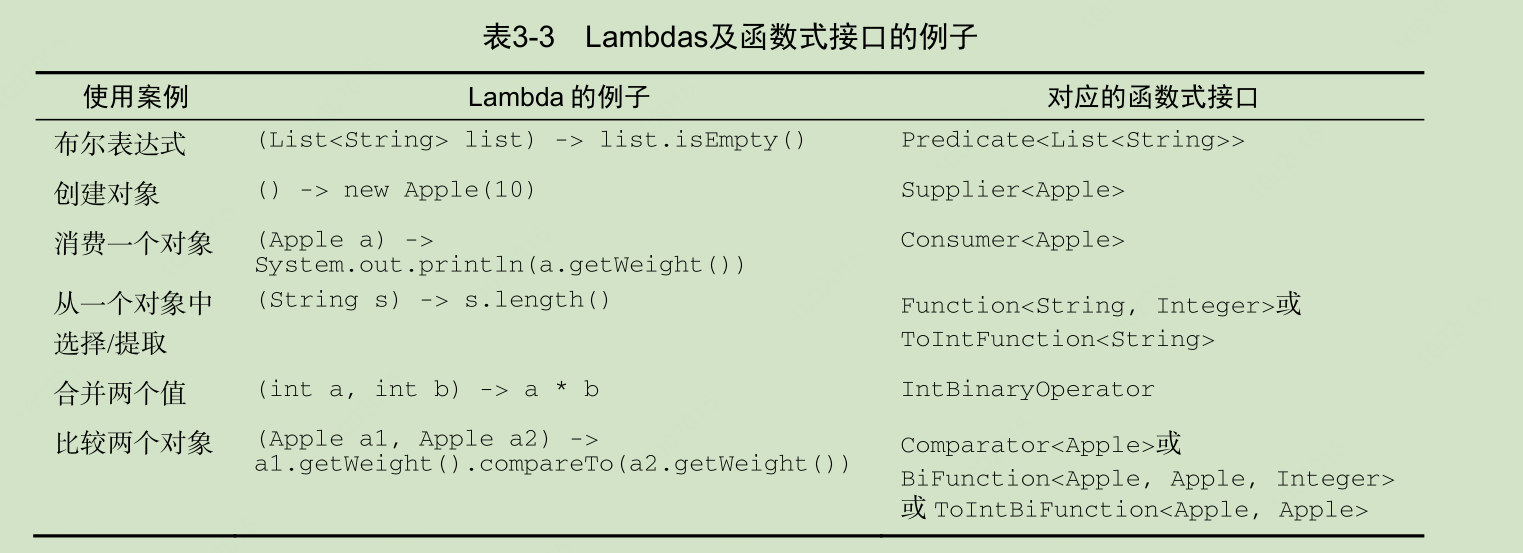 表3-3 Lambdas及函数式接口的例子
使用案例 Lambda 的例子 对应的函数式接口
布尔表达式 (List<String> list) -> list.isEmpty() Predicate<List<String>>
创建对象 () -> new Apple(10) Supplier<Apple>
消费一个对象 (Apple a) -> Consumer<Apple>
System.out.println(a.getWeight())
从一个对象中 (String s) -> s.length() Function<String, Integer>或
选择/提取 ToIntFunction<String>
合并两个值 (int a, int b) -> a * b IntBinaryOperator
比较两个对象 (Apple a1, Apple a2) -> Comparator<Apple>或
a1.getWeight().compareTo(a2.getWeight()) BiFunction<Apple, Apple, Integer>
或 ToIntBiFunction<Apple, Apple>